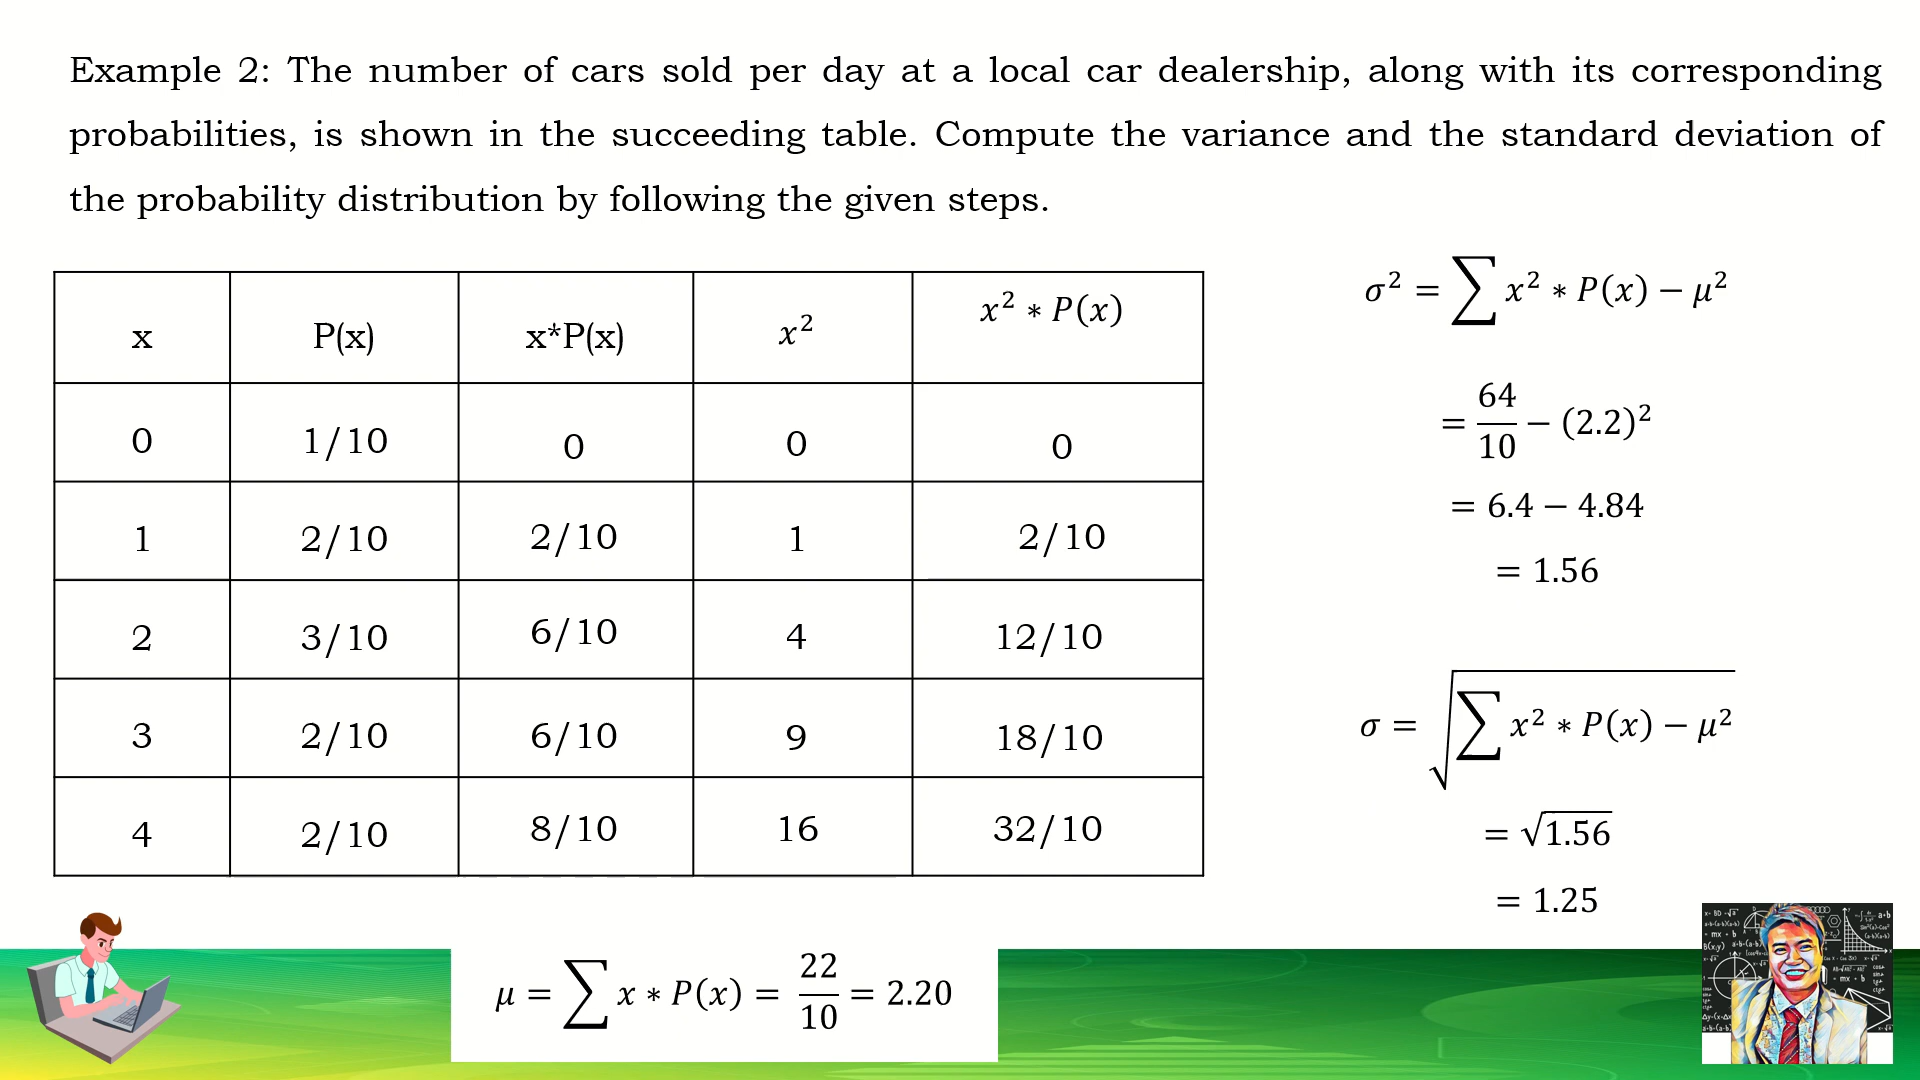 Example 2: The number of cars sold per day at a local car dealership, along with its corresponding
probabilities, is shown in the succeeding table. Compute the variance and the standard deviation of
the probability distribution by following the given steps.
x P(x) x*P(x) x² x² ∗ P(x)
0 1/10 0 0 0
1 2/10 2/10 1 2/10
2 3/10 6/10 4 12/10
3 2/10 6/10 9 18/10
4 2/10 8/10 16 32/10
μ = ∑ x ∗ P(x) = 22/10 = 2.20
σ² = ∑ x² ∗ P(x) − μ²
= 64/10 − (2.2)²
= 6.4 − 4.84
= 1.56
σ = √(∑ x² ∗ P(x) − μ²)
= √1.56
= 1.25